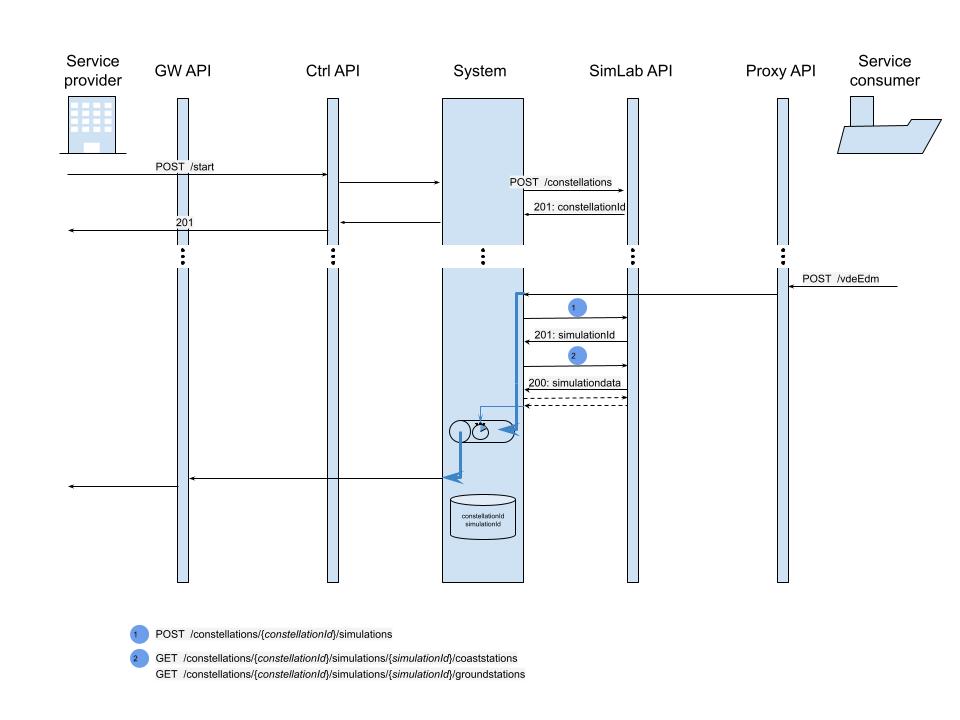 Service
provider
GW API
Ctrl API
System
SimLab API
Proxy API
Service
consumer
POST /start
POST /constellations
201: constellationId
201
POST /vdeEdm
1
201: simulationId
2
200: simulationdata
constellationId
simulationId
1 POST /constellations/{constellationId}/simulations
2 GET /constellations/{constellationId}/simulations/{simulationId}/coaststations
GET /constellations/{constellationId}/simulations/{simulationId}/groundstations